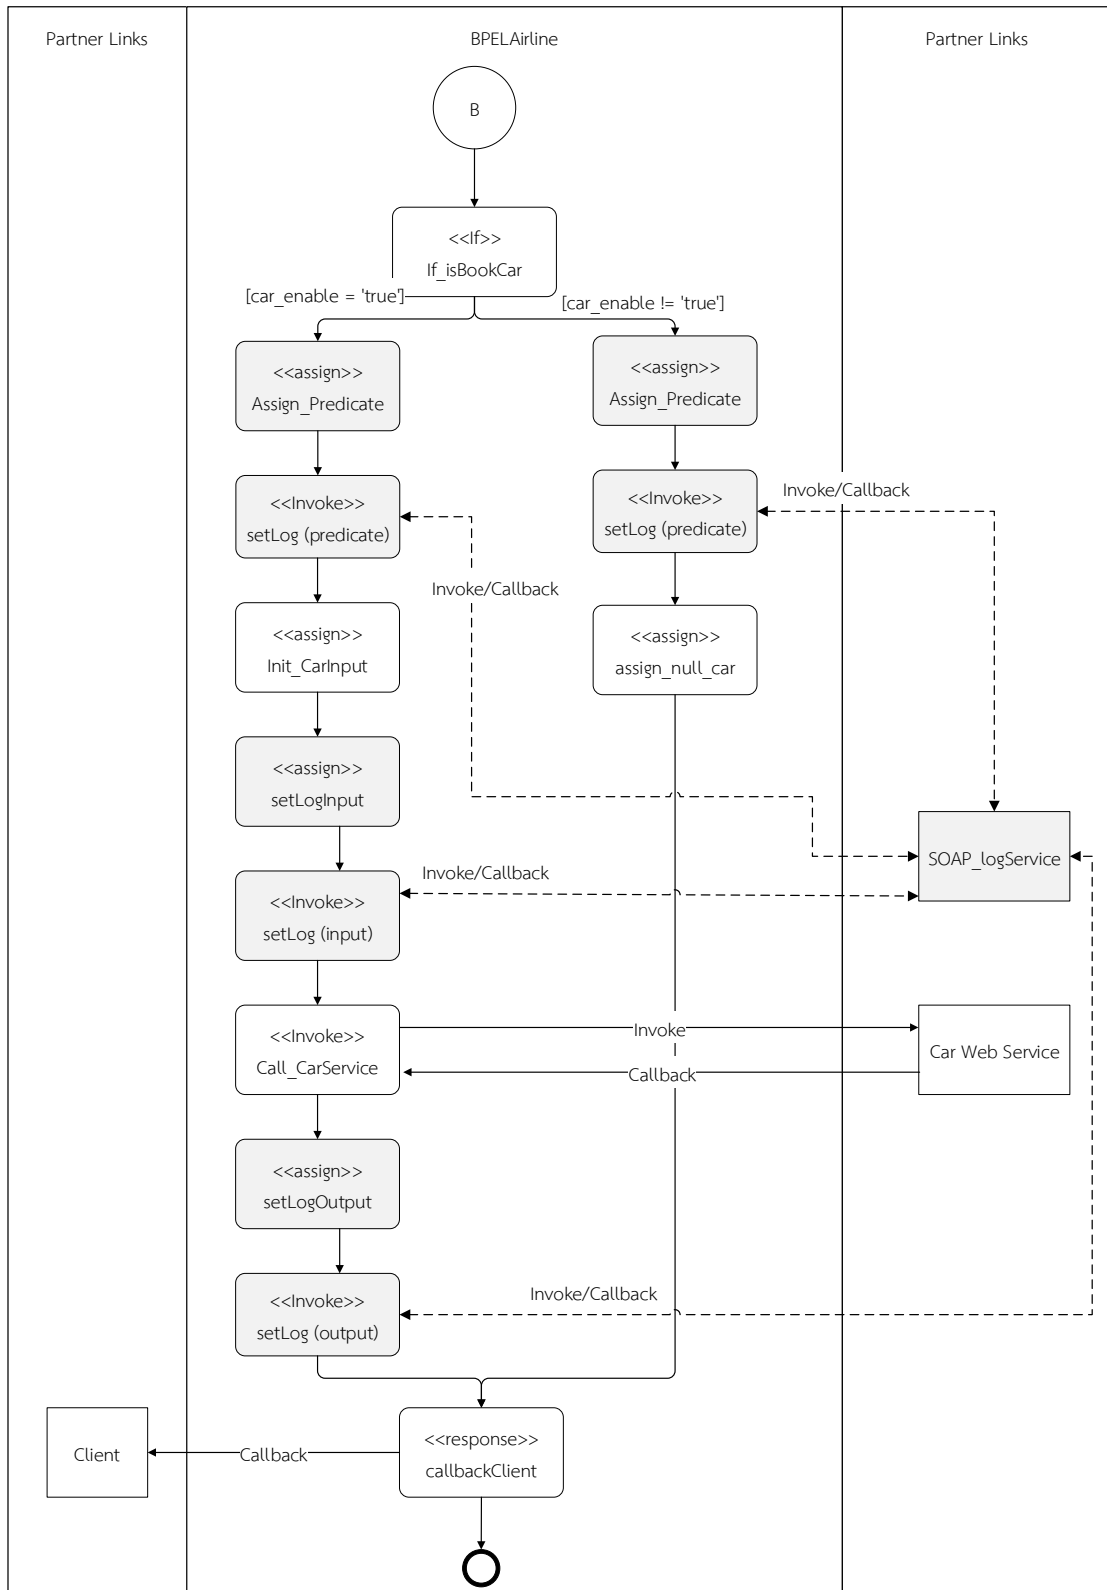 Partner Links
BPELAirline
Partner Links
B
<<If>>
If_isBookCar
[car_enable = 'true']
[car_enable != 'true']
<<assign>>
Assign_Predicate
<<assign>>
Assign_Predicate
<<Invoke>>
setLog (predicate)
<<Invoke>>
setLog (predicate)
Invoke/Callback
Invoke/Callback
<<assign>>
Init_CarInput
<<assign>>
assign_null_car
<<assign>>
setLogInput
SOAP_logService
Invoke/Callback
<<Invoke>>
setLog (input)
<<Invoke>>
Call_CarService
Invoke
Callback
Car Web Service
<<assign>>
setLogOutput
<<Invoke>>
setLog (output)
Invoke/Callback
Client
Callback
<<response>>
callbackClient